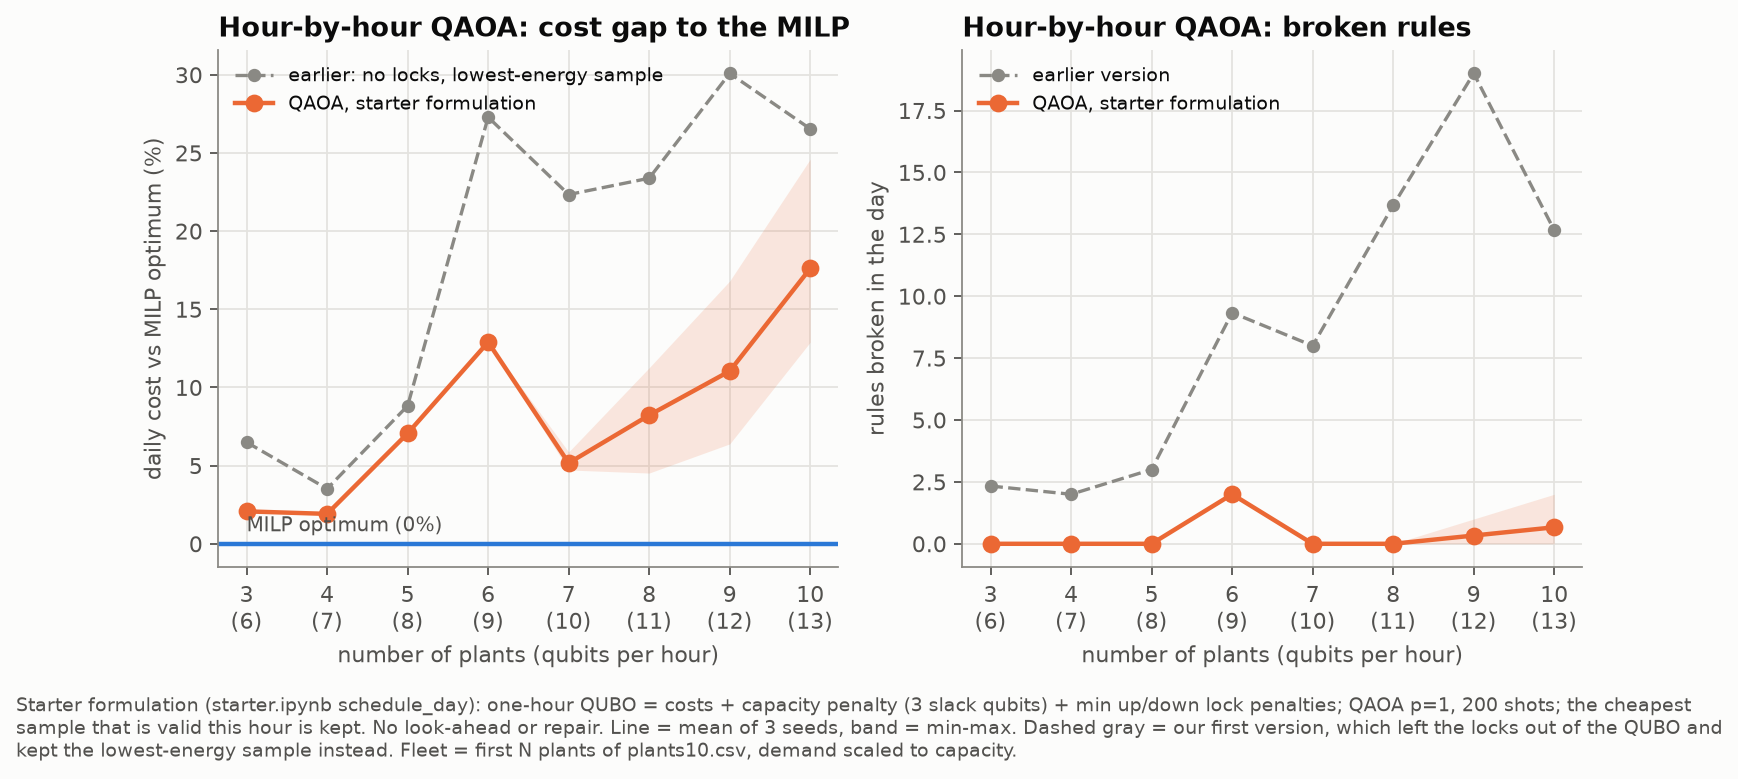 Hour-by-hour QAOA: cost gap to the MILP
earlier: no locks, lowest-energy sample
QAOA, starter formulation
daily cost vs MILP optimum (%)
30
25
20
15
10
5
0
MILP optimum (0%)
3 4 5 6 7 8 9 10
(6) (7) (8) (9) (10) (11) (12) (13)
number of plants (qubits per hour)
Hour-by-hour QAOA: broken rules
earlier version
QAOA, starter formulation
rules broken in the day
17.5
15.0
12.5
10.0
7.5
5.0
2.5
0.0
3 4 5 6 7 8 9 10
(6) (7) (8) (9) (10) (11) (12) (13)
number of plants (qubits per hour)
Starter formulation (starter.ipynb schedule_day): one-hour QUBO = costs + capacity penalty (3 slack qubits) + min up/down lock penalties; QAOA p=1, 200 shots; the cheapest
sample that is valid this hour is kept. No look-ahead or repair. Line = mean of 3 seeds, band = min-max. Dashed gray = our first version, which left the locks out of the QUBO and
kept the lowest-energy sample instead. Fleet = first N plants of plants10.csv, demand scaled to capacity.